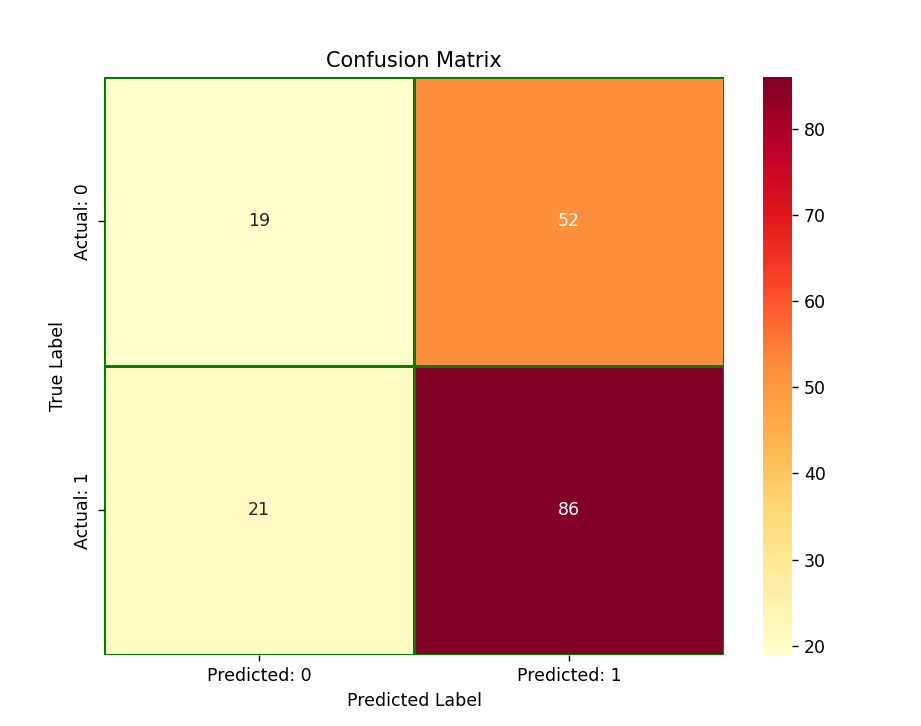 Confusion Matrix
True Label
Actual: 0
19
52
Actual: 1
21
86
Predicted: 0
Predicted: 1
Predicted Label
80
70
60
50
40
30
20